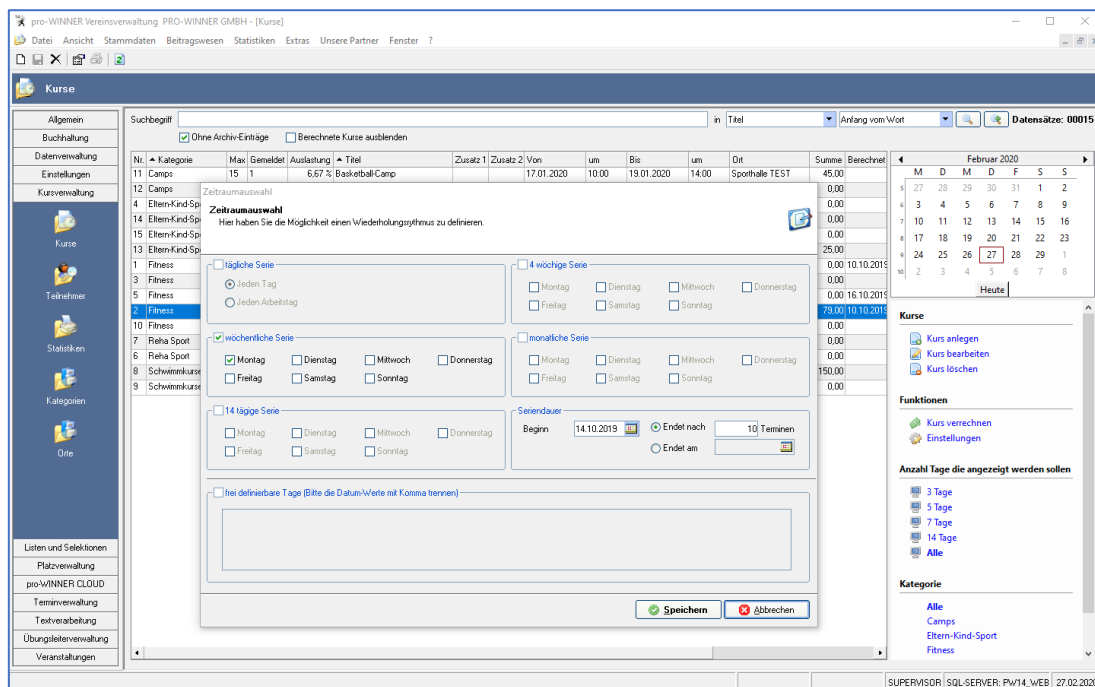 pro-WINNER Vereinsverwaltung PRO-WINNER GMBH - [Kurse]
Datei Ansicht Stammdaten Beitragswesen Statistiken Extras Unsere Partner Fenster ?
Kurse
Allgemein
Buchhaltung
Datenverwaltung
Einstellungen
Kursverwaltung
Kurse
Teilnehmer
Statistiken
Kategorien
Orte
Listen und Selektionen
Platzverwaltung
pro-WINNER CLOUD
Terminverwaltung
Textverarbeitung
Übungsleiterverwaltung
Veranstaltungen
Suchbegriff in Titel Anfang vom Wort Datensätze: 00015
Ohne Archiv-Einträge Berechnete Kurse ausblenden
Nr. Kategorie Max Gemeldet Auslastung Titel Zusatz 1 Zusatz 2 Von um Bis um Ort Summe Berechnet
11 Camps 15 1 6,67 % Basketball-Camp 17.01.2020 10:00 19.01.2020 14:00 Sporthalle TEST 45,00
12 Camps 0,00
4 Eltern-Kind-Sp 0,00
14 Eltern-Kind-Sp 0,00
15 Eltern-Kind-Sp 0,00
13 Eltern-Kind-Sp 25,00
1 Fitness 0,00 10.10.2019
3 Fitness 0,00
5 Fitness 0,00 16.10.2019
2 Fitness 79,00 10.10.2019
10 Fitness 0,00
7 Reha Sport 0,00
6 Reha Sport 0,00
8 Schwimmkurse 150,00
9 Schwimmkurse 0,00
Zeitraumauswahl
Zeitraumauswahl
Hier haben Sie die Möglichkeit einen Wiederholungsrythmus zu definieren.
tägliche Serie
Jeden Tag
Jeden Arbeitstag
4 wöchige Serie
Montag Dienstag Mittwoch Donnerstag
Freitag Samstag Sonntag
wöchentliche Serie
Montag Dienstag Mittwoch Donnerstag
Freitag Samstag Sonntag
monatliche Serie
Montag Dienstag Mittwoch Donnerstag
Freitag Samstag Sonntag
14 tägige Serie
Montag Dienstag Mittwoch Donnerstag
Freitag Samstag Sonntag
Seriendauer
Beginn 14.10.2019 Endet nach 10 Terminen
Endet am
frei definierbare Tage (Bitte die Datum-Werte mit Komma trennen)
Speichern Abbrechen
Februar 2020
M D M D F S S
5 27 28 29 30 31 1 2
6 3 4 5 6 7 8 9
7 10 11 12 13 14 15 16
8 17 18 19 20 21 22 23
9 24 25 26 27 28 29 1
10 2 3 4 5 6 7 8
Heute
Kurse
Kurs anlegen
Kurs bearbeiten
Kurs löschen
Funktionen
Kurs verrechnen
Einstellungen
Anzahl Tage die angezeigt werden sollen
3 Tage
5 Tage
7 Tage
14 Tage
Alle
Kategorie
Alle
Camps
Eltern-Kind-Sport
Fitness
SUPERVISOR SQL-SERVER: PW14_WEB 27.02.2020